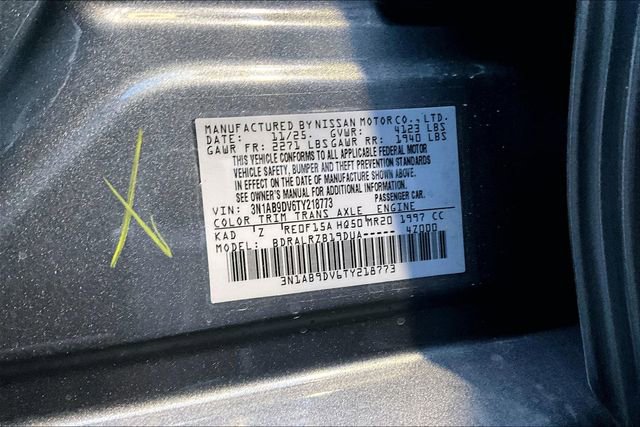 MANUFACTURED BY NISSAN MOTOR CO., LTD.
DATE: 11/25. GVWR: 4123 LBS
GAWR FR: 2271 LBS GAWR RR: 1940 LBS
THIS VEHICLE CONFORMS TO ALL APPLICABLE FEDERAL MOTOR
VEHICLE SAFETY, BUMPER AND THEFT PREVENTION STANDARDS
IN EFFECT ON THE DATE OF MANUFACTURE SHOWN ABOVE.
SEE OWNER'S MANUAL FOR ADDITIONAL INFORMATION.
VIN: 3N1AB9DV6TY218773 PASSENGER CAR.
COLOR TRIM TRANS AXLE ENGINE
KAD Z RE0F15A HQ50 MR20 1997 CC
MODEL: BDRALRZB19DUA----- 4Z000
3N1AB9DV6TY218773